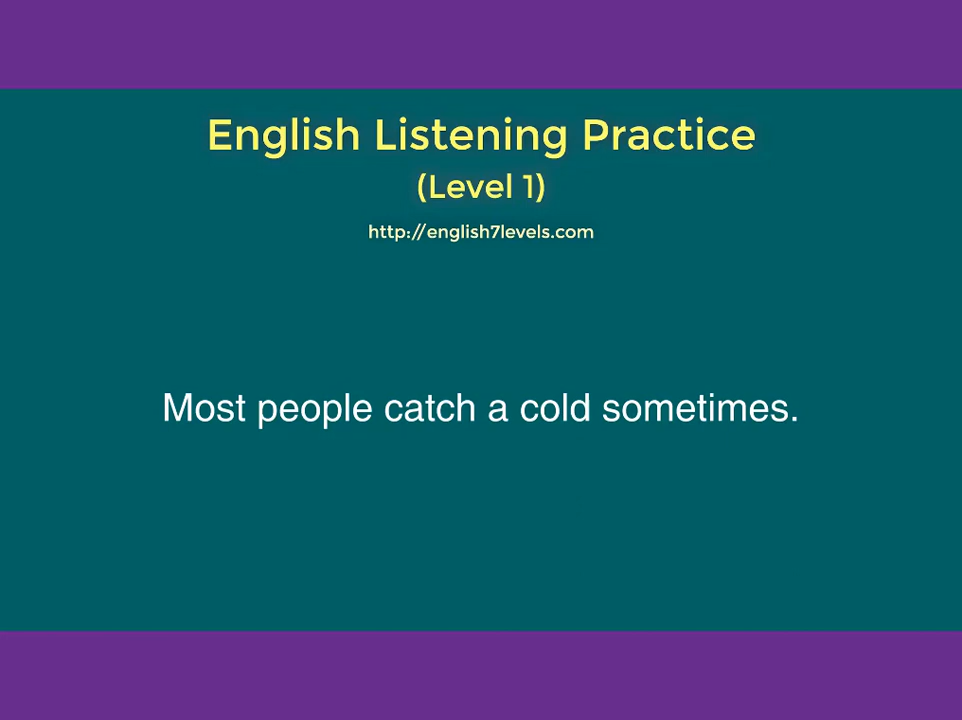 English Listening Practice
(Level 1)
http://english7levels.com
Most people catch a cold sometimes.